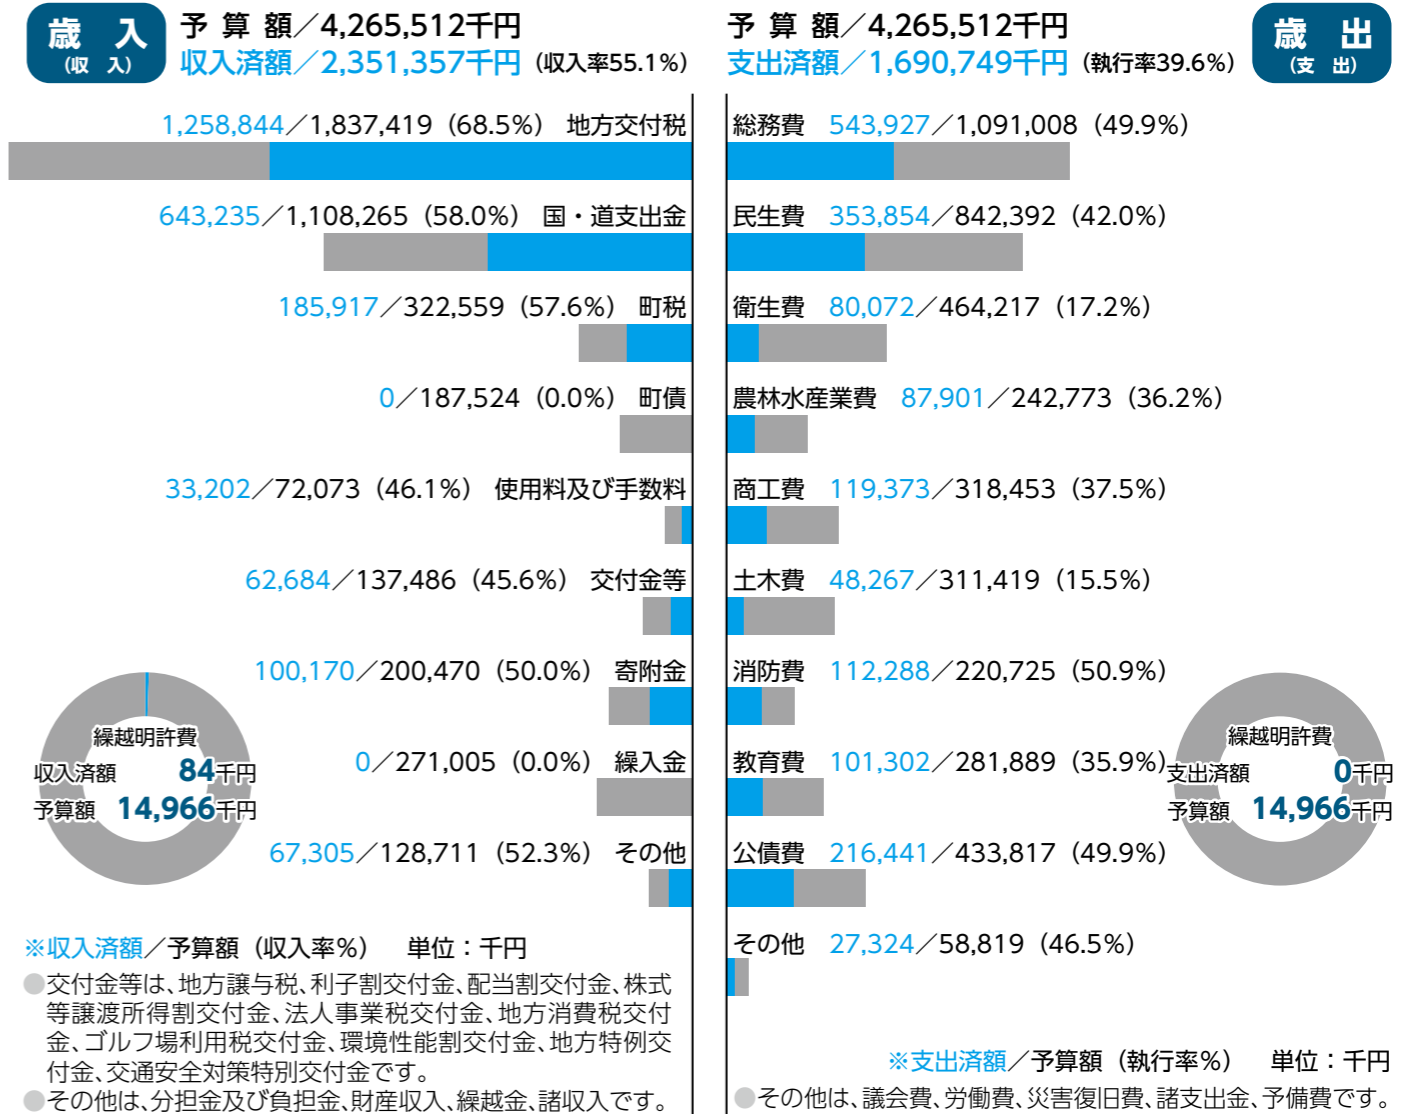 歳 入
(収 入)
予 算 額／4,265,512千円
収入済額／2,351,357千円（収入率55.1%）
1,258,844／1,837,419（68.5%） 地方交付税
643,235／1,108,265（58.0%） 国・道支出金
185,917／322,559（57.6%） 町税
0／187,524（0.0%） 町債
33,202／72,073（46.1%） 使用料及び手数料
62,684／137,486（45.6%） 交付金等
100,170／200,470（50.0%） 寄附金
0／271,005（0.0%） 繰入金
67,305／128,711（52.3%） その他
繰越明許費
収入済額 84千円
予算額 14,966千円
※収入済額／予算額（収入率%） 単位：千円
●交付金等は、地方譲与税、利子割交付金、配当割交付金、株式
等譲渡所得割交付金、法人事業税交付金、地方消費税交付
金、ゴルフ場利用税交付金、環境性能割交付金、地方特例交
付金、交通安全対策特別交付金です。
●その他は、分担金及び負担金、財産収入、繰越金、諸収入です。
予 算 額／4,265,512千円
支出済額／1,690,749千円（執行率39.6%）
歳 出
(支 出)
総務費 543,927／1,091,008（49.9%）
民生費 353,854／842,392（42.0%）
衛生費 80,072／464,217（17.2%）
農林水産業費 87,901／242,773（36.2%）
商工費 119,373／318,453（37.5%）
土木費 48,267／311,419（15.5%）
消防費 112,288／220,725（50.9%）
教育費 101,302／281,889（35.9%）
公債費 216,441／433,817（49.9%）
その他 27,324／58,819（46.5%）
繰越明許費
支出済額 0千円
予算額 14,966千円
※支出済額／予算額（執行率%） 単位：千円
●その他は、議会費、労働費、災害復旧費、諸支出金、予備費です。